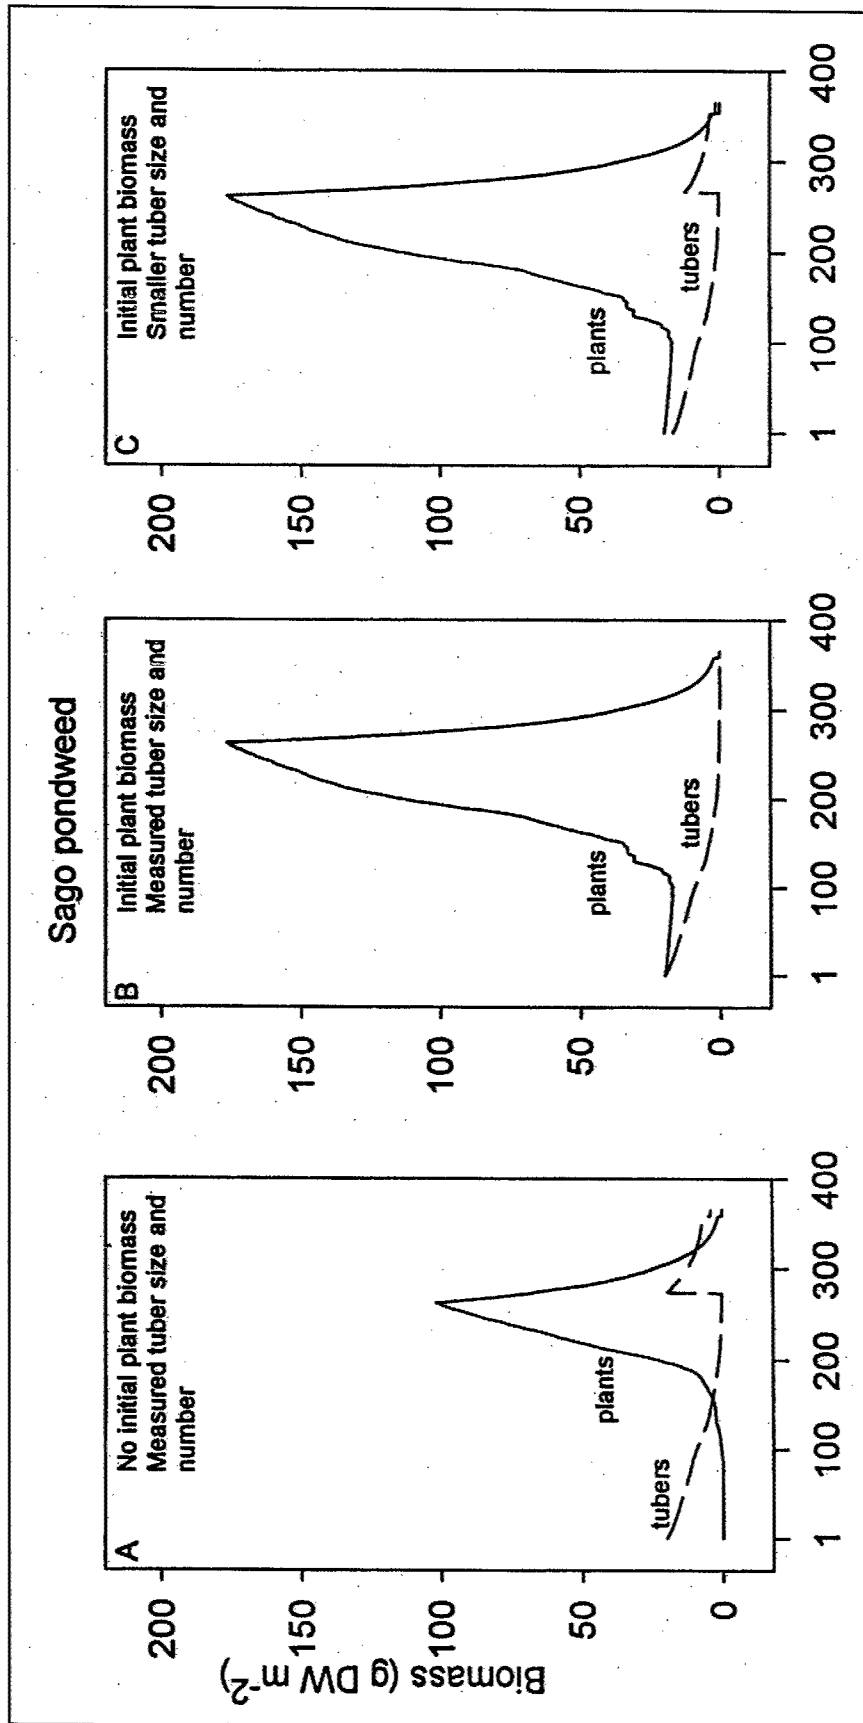 Sago pondweed
Biomass (g DW m-2)
A
No initial plant biomass
Measured tuber size and
number
200
150
100
50
0
plants
tubers
1
100
200
300
400
B
Initial plant biomass
Measured tuber size and
number
200
150
100
50
0
plants
tubers
1
100
200
300
400
C
Initial plant biomass
Smaller tuber size and
number
200
150
100
50
0
plants
tubers
1
100
200
300
400